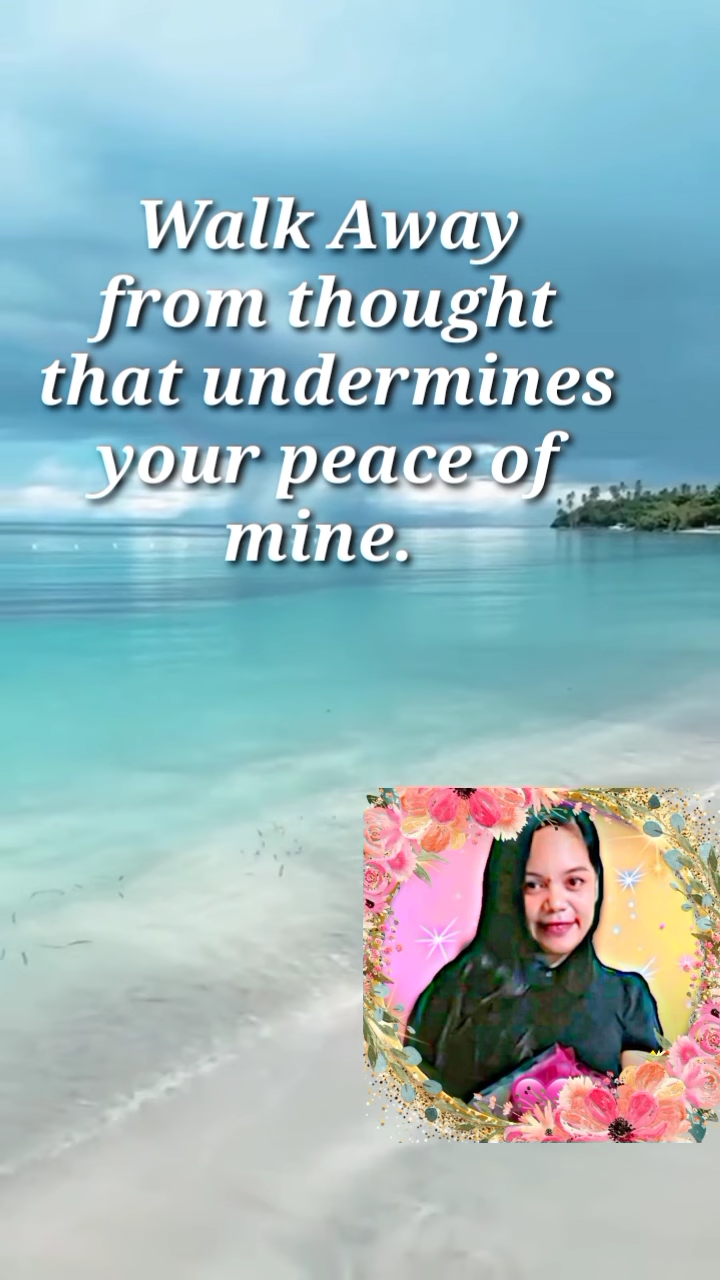 Walk Away
from thought
that undermines
your peace of
mine.